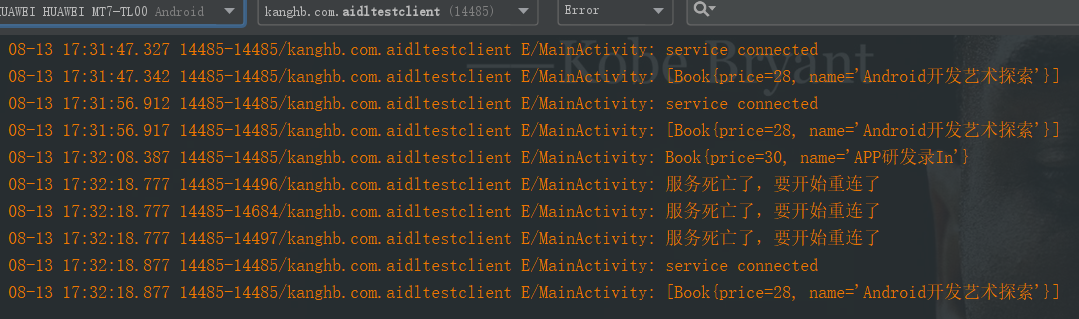 HUAWEI HUAWEI MT7-TL00 Android kanghb.com.aidltestclient (14485) Error
08-13 17:31:47.327 14485-14485/kanghb.com.aidltestclient E/MainActivity: service connected
——Kobe Bryant
08-13 17:31:47.342 14485-14485/kanghb.com.aidltestclient E/MainActivity: [Book{price=28, name='Android开发艺术探索'}]
08-13 17:31:56.912 14485-14485/kanghb.com.aidltestclient E/MainActivity: service connected
08-13 17:31:56.917 14485-14485/kanghb.com.aidltestclient E/MainActivity: [Book{price=28, name='Android开发艺术探索'}]
08-13 17:32:08.387 14485-14485/kanghb.com.aidltestclient E/MainActivity: Book{price=30, name='APP研发录In'}
08-13 17:32:18.777 14485-14496/kanghb.com.aidltestclient E/MainActivity: 服务死亡了，要开始重连了
08-13 17:32:18.777 14485-14684/kanghb.com.aidltestclient E/MainActivity: 服务死亡了，要开始重连了
08-13 17:32:18.777 14485-14497/kanghb.com.aidltestclient E/MainActivity: 服务死亡了，要开始重连了
08-13 17:32:18.877 14485-14485/kanghb.com.aidltestclient E/MainActivity: service connected
08-13 17:32:18.877 14485-14485/kanghb.com.aidltestclient E/MainActivity: [Book{price=28, name='Android开发艺术探索'}]